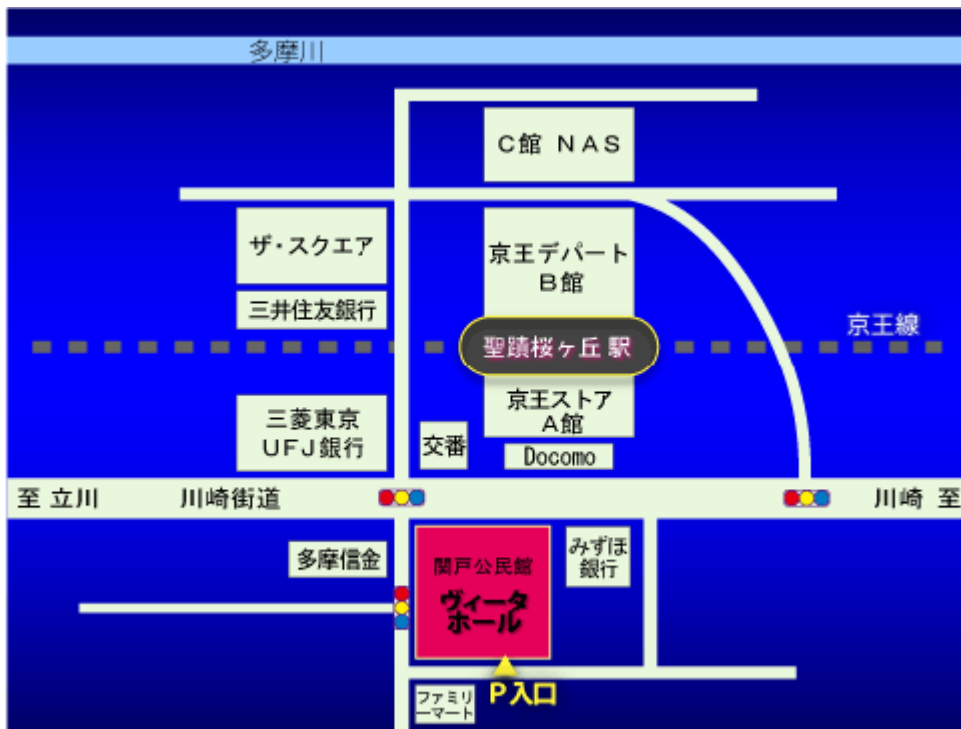 多摩川
C館 NAS
ザ・スクエア
京王デパート
B館
三井住友銀行
京王線
聖蹟桜ヶ丘駅
三菱東京
UFJ銀行
交番
京王ストア
A館
Docomo
至 立川
川崎街道
川崎 至
多摩信金
関戸公民館
ヴィータ
ホール
みずほ
銀行
P入口
ファミリ
ーマート